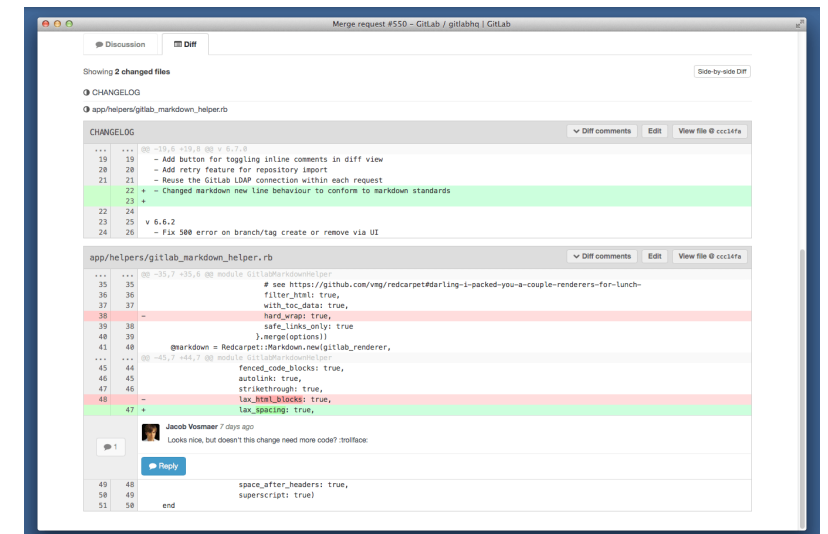 Merge request #550 – GitLab / gitlabhq | GitLab
Discussion Diff
Showing 2 changed files Side-by-side Diff
CHANGELOG
app/helpers/gitlab_markdown_helper.rb
CHANGELOG Diff comments Edit View file @ ccc14fa
... ... @@ -19,6 +19,8 @@ v 6.7.0
19 19 - Add button for toggling inline comments in diff view
20 20 - Add retry feature for repository import
21 21 - Reuse the GitLab LDAP connection within each request
22 + - Changed markdown new line behaviour to conform to markdown standards
23 +
22 24
23 25 v 6.6.2
24 26 - Fix 500 error on branch/tag create or remove via UI
app/helpers/gitlab_markdown_helper.rb Diff comments Edit View file @ ccc14fa
... ... @@ -35,7 +35,6 @@ module GitlabMarkdownHelper
35 35 # see https://github.com/vmg/redcarpet#darling-i-packed-you-a-couple-renderers-for-lunch-
36 36 filter_html: true,
37 37 with_toc_data: true,
38 - hard_wrap: true,
39 38 safe_links_only: true
40 39 }.merge(options))
41 40 @markdown = Redcarpet::Markdown.new(gitlab_renderer,
... ... @@ -45,7 +44,7 @@ module GitlabMarkdownHelper
45 44 fenced_code_blocks: true,
46 45 autolink: true,
47 46 strikethrough: true,
48 - lax_html_blocks: true,
47 + lax_spacing: true,
Jacob Vosmaer 7 days ago
Looks nice, but doesn't this change need more code? :trollface:
1
Reply
49 48 space_after_headers: true,
50 49 superscript: true)
51 50 end